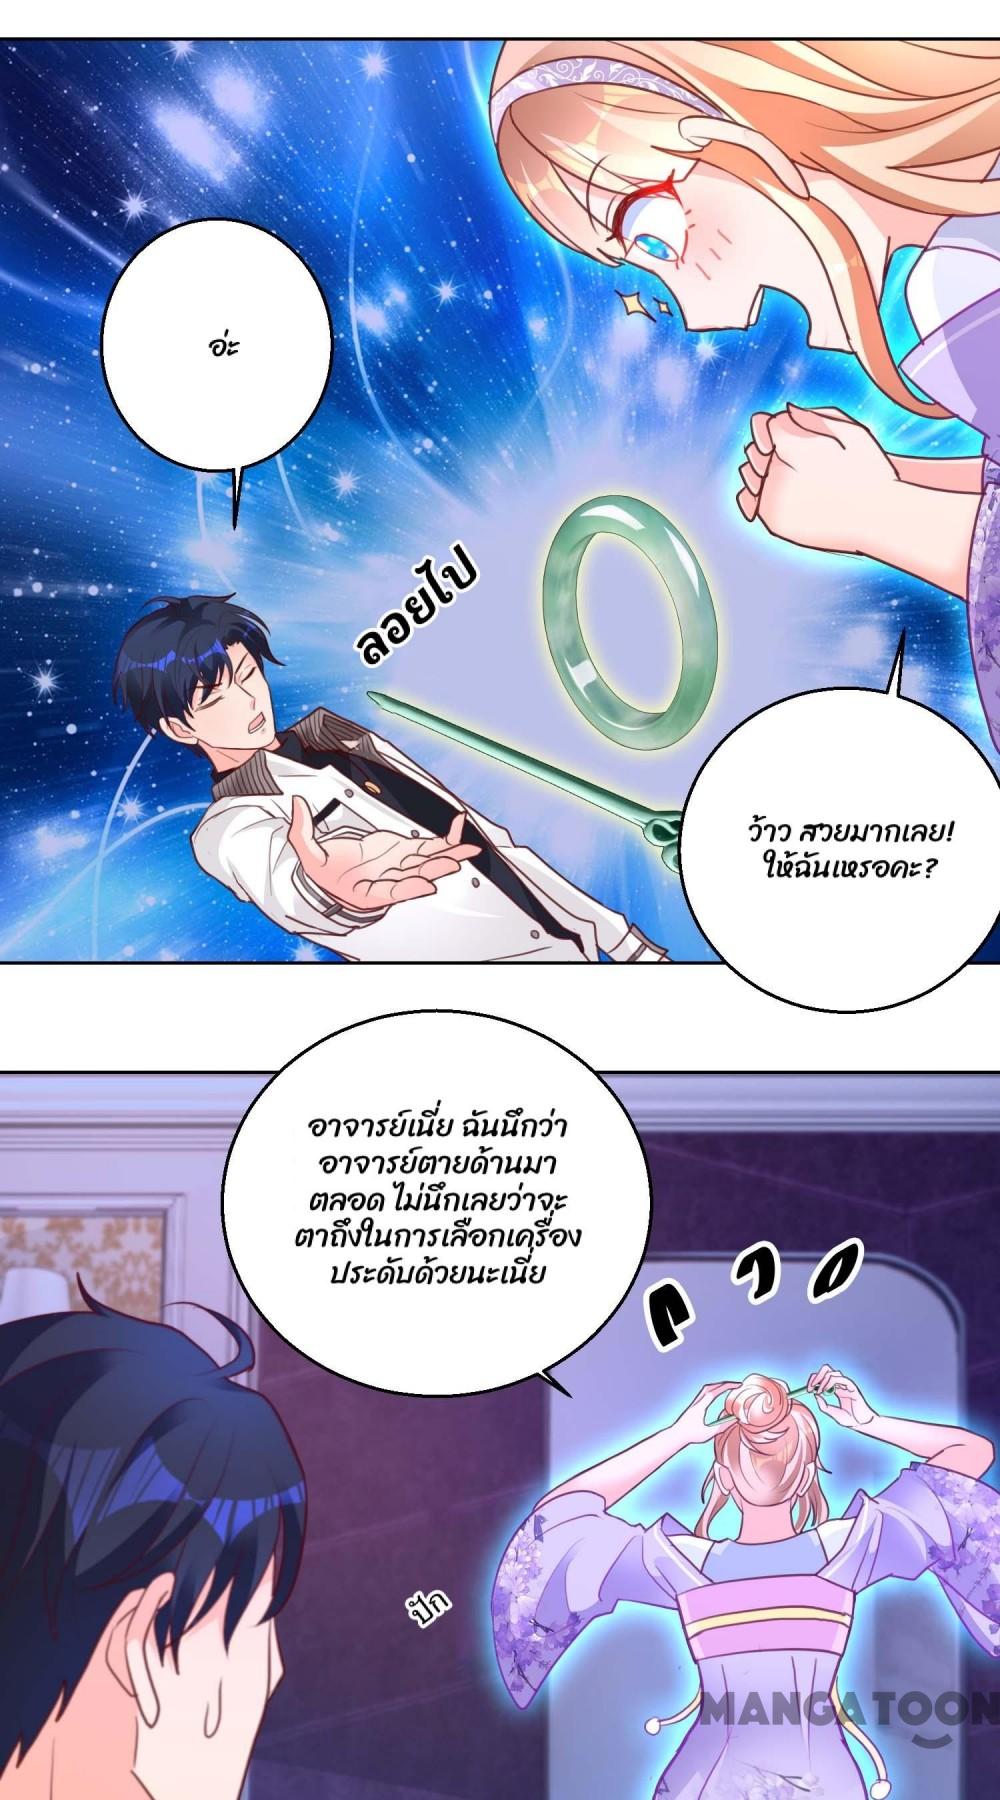 อ่ะ
ลอยไป
ว้าว สวยมากเลย!
ให้ฉันเหรอคะ?
อาจารย์เนี่ย ฉันนึกว่า
อาจารย์ตายด้านมา
ตลอด ไม่นึกเลยว่าจะ
ตาถึงในการเลือกเครื่อง
ประดับด้วยนะเนี่ย
ปัก
MANGATOON